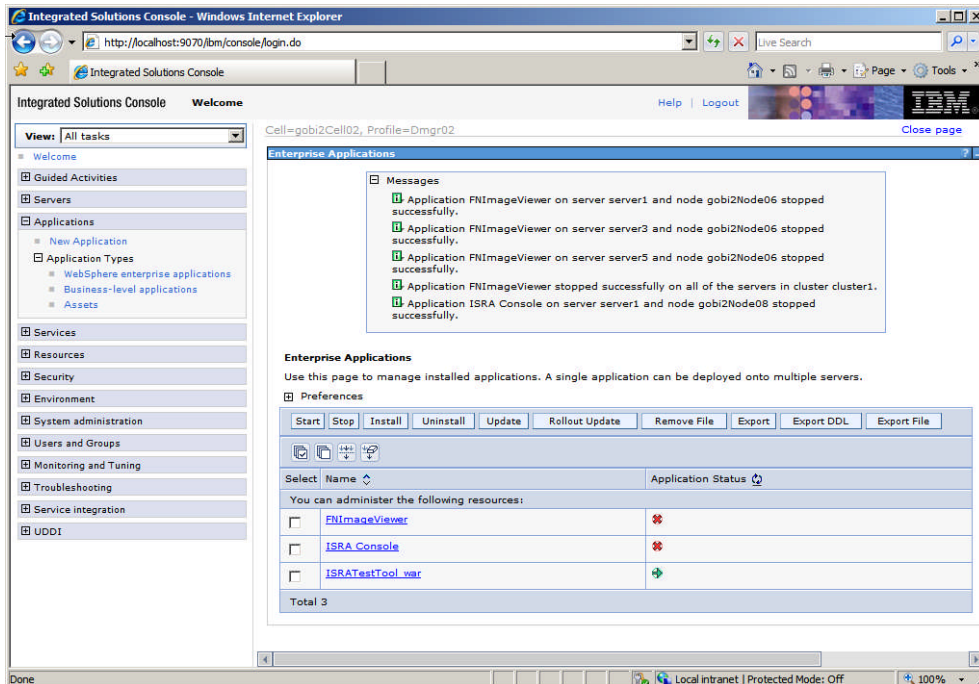 Integrated Solutions Console - Windows Internet Explorer
http://localhost:9070/ibm/console/login.do
Live Search
Integrated Solutions Console
Page
Tools
Integrated Solutions Console Welcome
Help | Logout
IBM.
View: All tasks
Cell=gobi2Cell02, Profile=Dmgr02
Close page
Welcome
Guided Activities
Servers
Applications
New Application
Application Types
WebSphere enterprise applications
Business-level applications
Assets
Services
Resources
Security
Environment
System administration
Users and Groups
Monitoring and Tuning
Troubleshooting
Service integration
UDDI
Enterprise Applications
?
Messages
Application FNImageViewer on server server1 and node gobi2Node06 stopped
successfully.
Application FNImageViewer on server server3 and node gobi2Node06 stopped
successfully.
Application FNImageViewer on server server5 and node gobi2Node06 stopped
successfully.
Application FNImageViewer stopped successfully on all of the servers in cluster cluster1.
Application ISRA Console on server server1 and node gobi2Node08 stopped
successfully.
Enterprise Applications
Use this page to manage installed applications. A single application can be deployed onto multiple servers.
Preferences
Start Stop Install Uninstall Update Rollout Update Remove File Export Export DDL Export File
Select Name Application Status
You can administer the following resources:
FNImageViewer
ISRA Console
ISRATestTool_war
Total 3
Done
Local intranet | Protected Mode: Off
100%